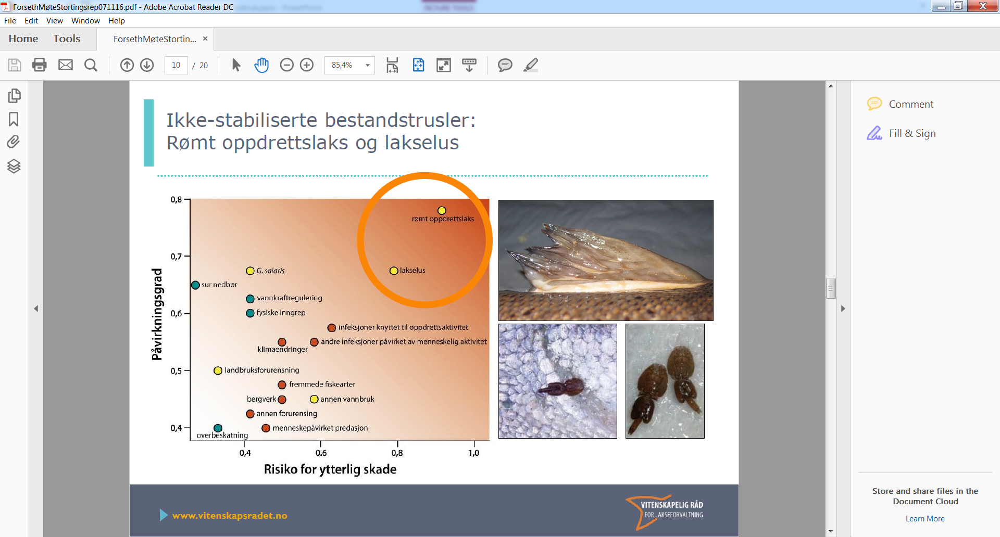 ForsethMøteStortingsrep071116.pdf - Adobe Acrobat Reader DC
File Edit View Window Help
Home Tools ForsethMøteStortin... ×
10 / 20 85,4%
Ikke-stabiliserte bestandstrusler:
Rømt oppdrettslaks og lakselus
Comment
Fill & Sign
Påvirkningsgrad
0,8
0,7
0,6
0,5
0,4
rømt oppdrettslaks
G. salaris
lakselus
sur nedbør
vannkraftregulering
fysiske inngrep
infeksjoner knyttet til oppdrettsaktivitet
andre infeksjoner påvirket av menneskelig aktivitet
klimaendringer
landbruksforurensning
fremmede fiskearter
bergverk
annen vannbruk
annen forurensing
menneskepåvirket predasjon
overbeskatning
0,4 0.6 0,8 1,0
Risiko for ytterlig skade
www.vitenskapsradet.no
VITENSKAPELIG RÅD
FOR LAKSEFORVALTNING
Store and share files in the
Document Cloud
Learn More